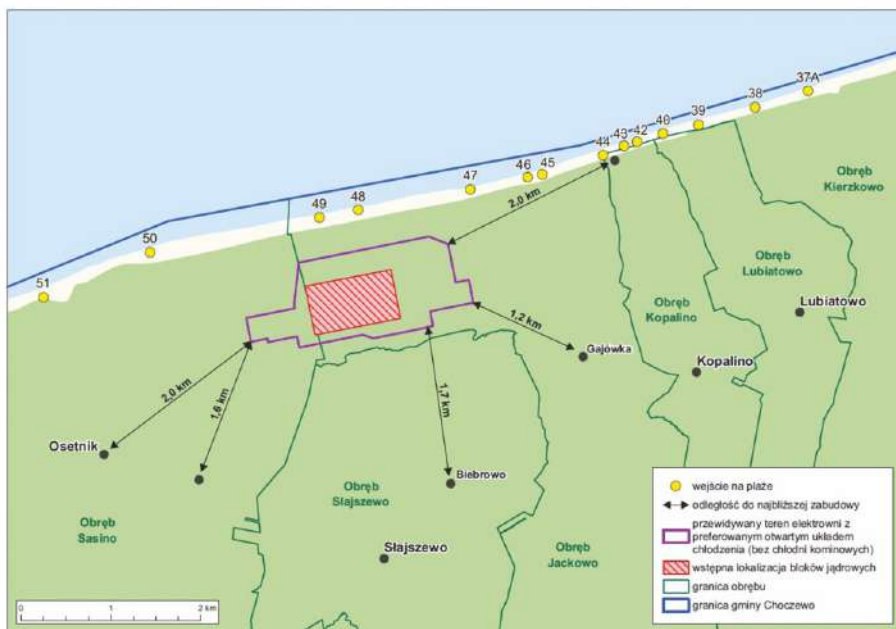 37A
38
39
40
42
43
44
45
46
47
48
49
50
51
2,0 km
1,2 km
1,7 km
1,6 km
2,0 km
Obręb
Kierzkowo
Obręb
Lubiatowo
Lubiatowo
Obręb
Kopalino
Kopalino
Gajówka
Osetnik
Biebrowo
Obręb
Słajszewo
Słajszewo
Obręb
Sasino
Obręb
Jackowo
wejście na plaże
odległość do najbliższej zabudowy
przewidywany teren elektrowni z
preferowanym otwartym układem
chłodzenia (bez chłodni kominowych)
wstępna lokalizacja bloków jądrowych
granica obrębu
granica gminy Choczewo
0 1 2 km